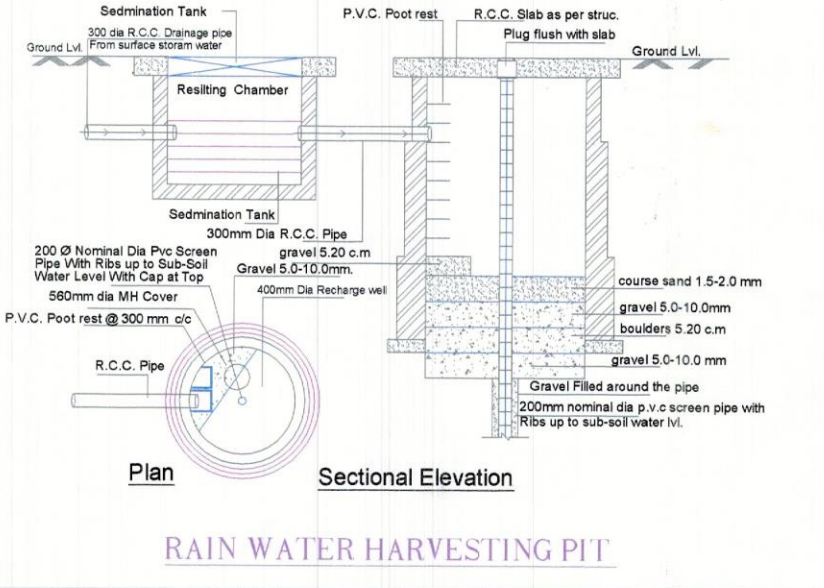 Sedmination Tank
300 dia R.C.C. Drainage pipe
From surface storam water
Ground Lvl.
Resilting Chamber
Sedmination Tank
300mm Dia R.C.C. Pipe
P.V.C. Poot rest
R.C.C. Slab as per struc.
Plug flush with slab
Ground Lvl.
gravel 5.20 c.m
Gravel 5.0-10.0mm.
200 Ø Nominal Dia Pvc Screen
Pipe With Ribs up to Sub-Soil
Water Level With Cap at Top
560mm dia MH Cover
P.V.C. Poot rest @ 300 mm c/c
R.C.C. Pipe
400mm Dia Recharge well
course sand 1.5-2.0 mm
gravel 5.0-10.0mm
boulders 5.20 c.m
gravel 5.0-10.0 mm
Gravel Filled around the pipe
200mm nominal dia p.v.c screen pipe with
Ribs up to sub-soil water lvl.
Plan
Sectional Elevation
RAIN WATER HARVESTING PIT